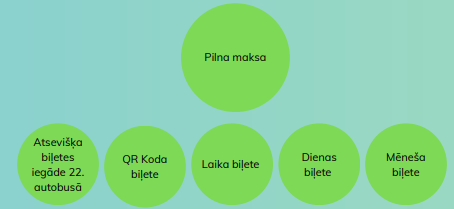 Pilna maksa
Atsevišķa
biļetes
iegāde 22.
autobusā
QR Koda
biļete
Laika biļete
Dienas
biļete
Mēneša
biļete